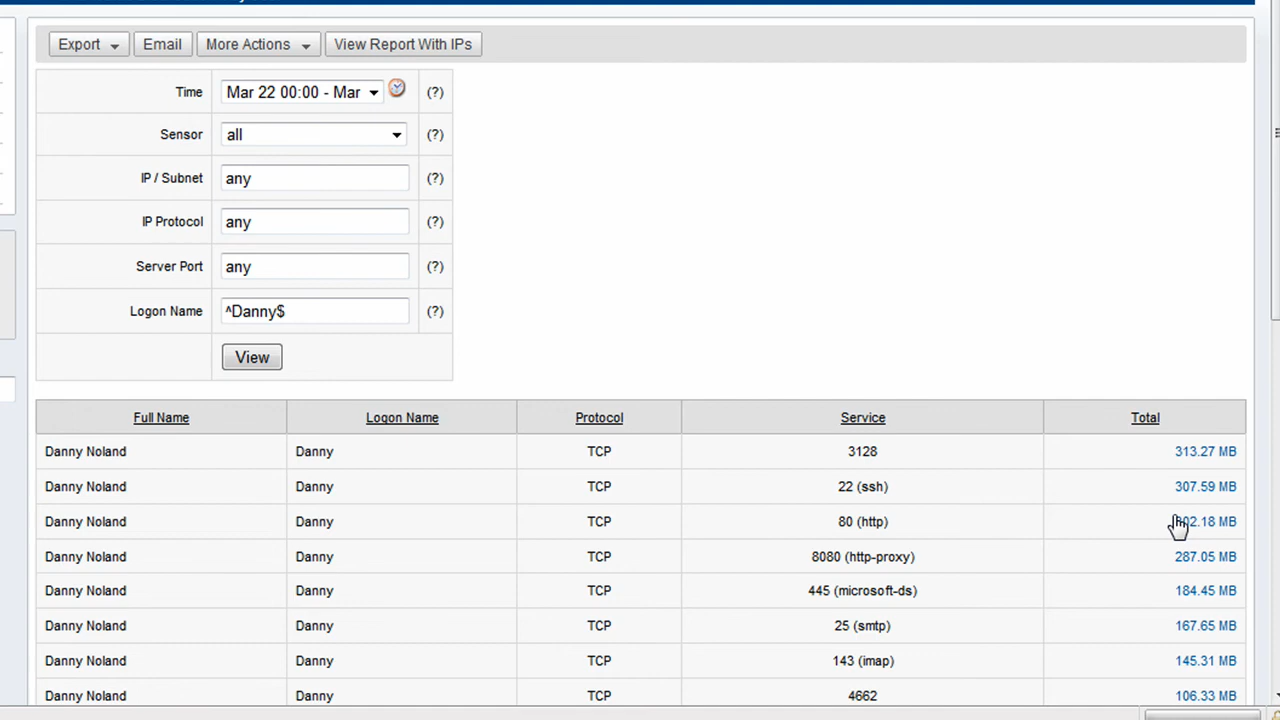 Export Email More Actions View Report With IPs
Time Mar 22 00:00 - Mar (?)
Sensor all (?)
IP / Subnet any (?)
IP Protocol any (?)
Server Port any (?)
Logon Name ^Danny$ (?)
View
Full Name Logon Name Protocol Service Total
Danny Noland Danny TCP 3128 313.27 MB
Danny Noland Danny TCP 22 (ssh) 307.59 MB
Danny Noland Danny TCP 80 (http) MB
Danny Noland Danny TCP 8080 (http-proxy) 287.05 MB
Danny Noland Danny TCP 445 (microsoft-ds) 184.45 MB
Danny Noland Danny TCP 25 (smtp) 167.65 MB
Danny Noland Danny TCP 143 (imap) 145.31 MB
Danny Noland Danny TCP 4662 106.33 MB